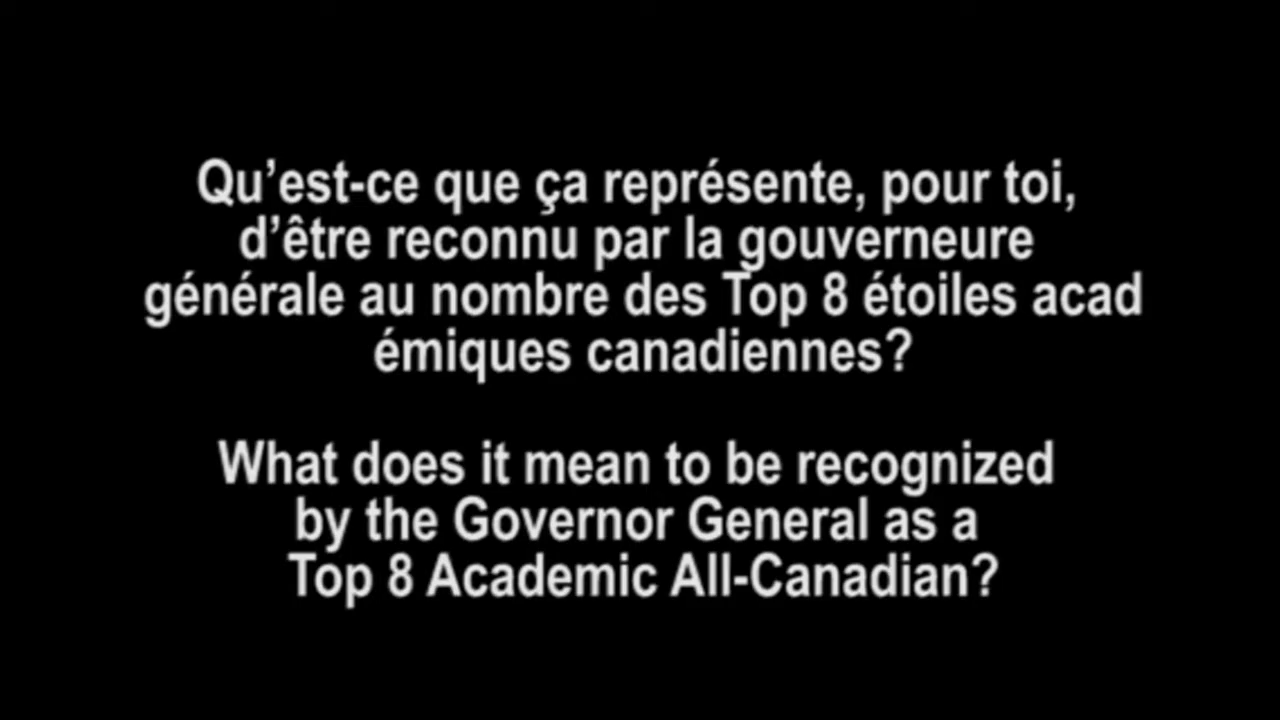 Qu’est-ce que ça représente, pour toi,
d’être reconnu par la gouverneure
générale au nombre des Top 8 étoiles acad
émiques canadiennes?
What does it mean to be recognized
by the Governor General as a
Top 8 Academic All-Canadian?